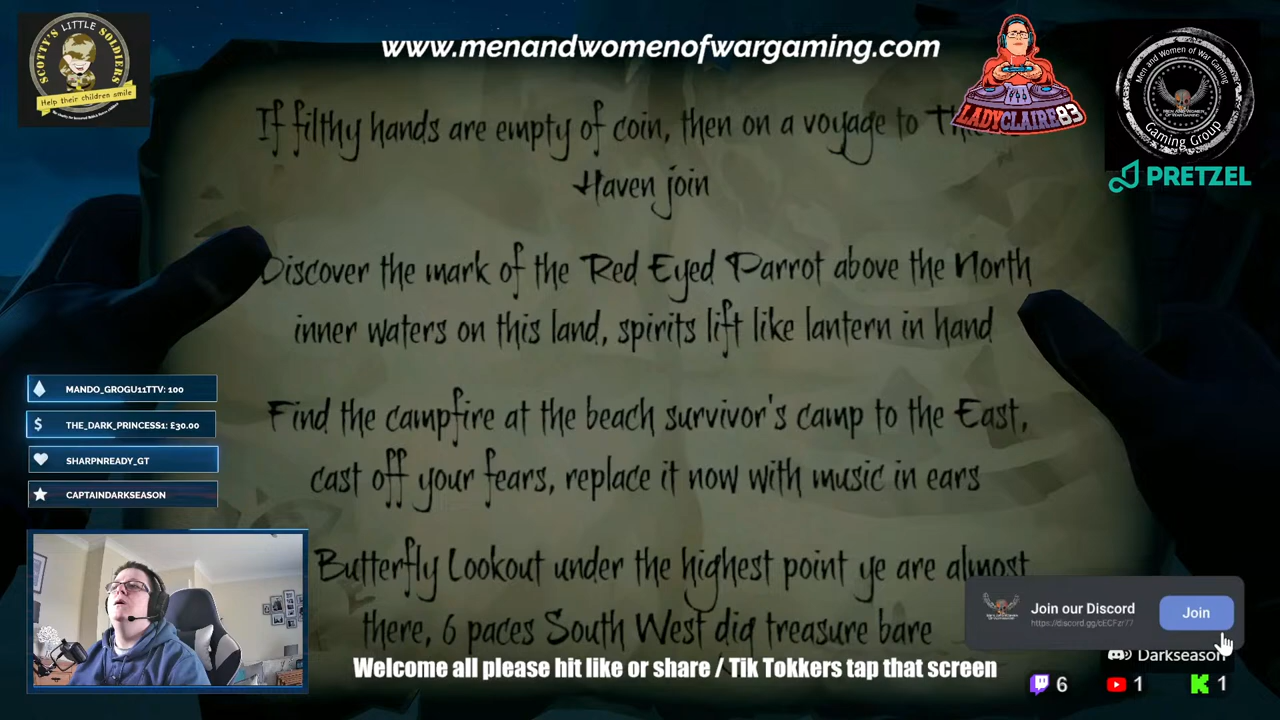 SCOTTY'S LITTLE SOLDIERS
Help their children smile
www.menandwomenofwargaming.com
LADYCLAIRE83
Men and Women of War Gaming
Gaming Group
PRETZEL
If filthy hands are empty of coin, then on a voyage to
Haven join
Discover the mark of the Red Eyed Parrot above the North
inner waters on this land, spirits lift like lantern in hand
Find the campfire at the beach survivor's camp to the East,
cast off your fears, replace it now with music in ears
Butterfly Lookout under the highest point ye are almost
there, 6 paces South West dig treasure bare
MANDO_GROGU11TTV: 100
$ THE_DARK_PRINCESS1: £30.00
SHARPNREADY_GT
CAPTAINDARKSEASON
Join our Discord
Join
Darkseason
Welcome all please hit like or share / Tik Tokkers tap that screen
6
1
K 1